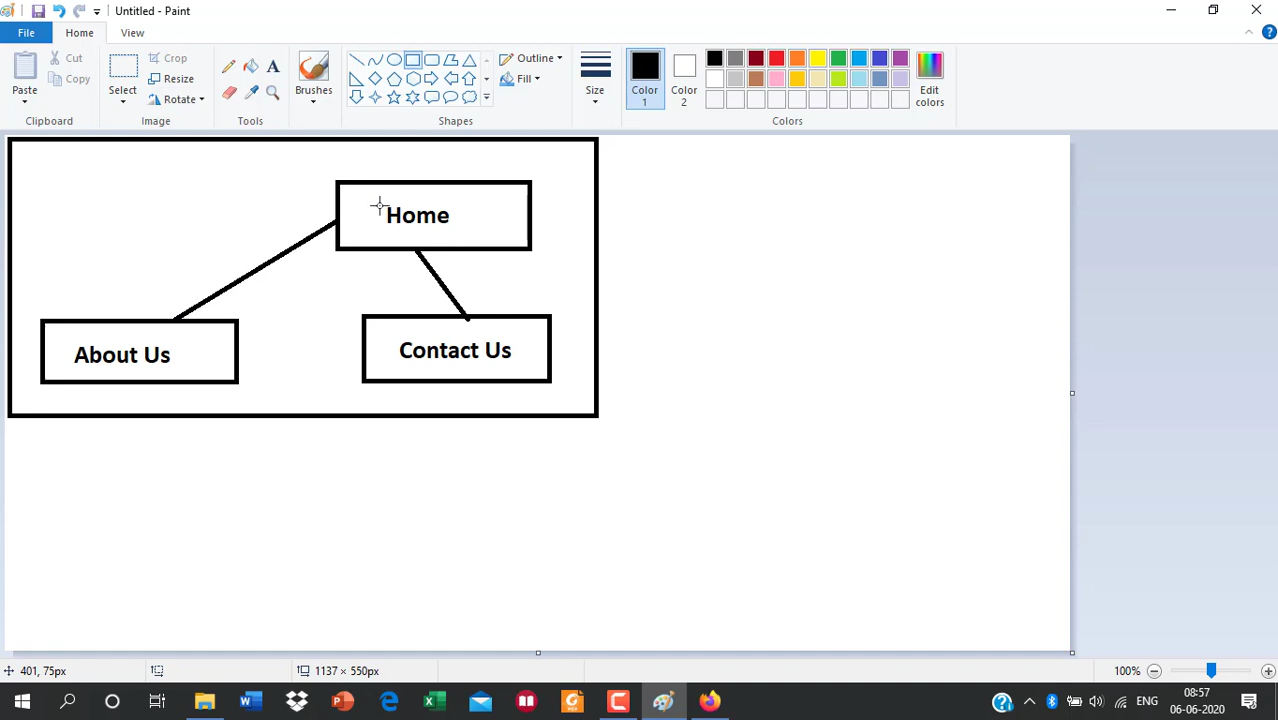 Untitled - Paint
File Home View
Paste
Cut
Copy
Clipboard
Select
Crop
Resize
Rotate
Image
A
Tools
Brushes
Outline
Fill
Shapes
Size
Color 1
Color 2
Edit colors
Colors
Home
About Us
Contact Us
401, 75px
1137 × 550px
100%
ENG
08:57
06-06-2020